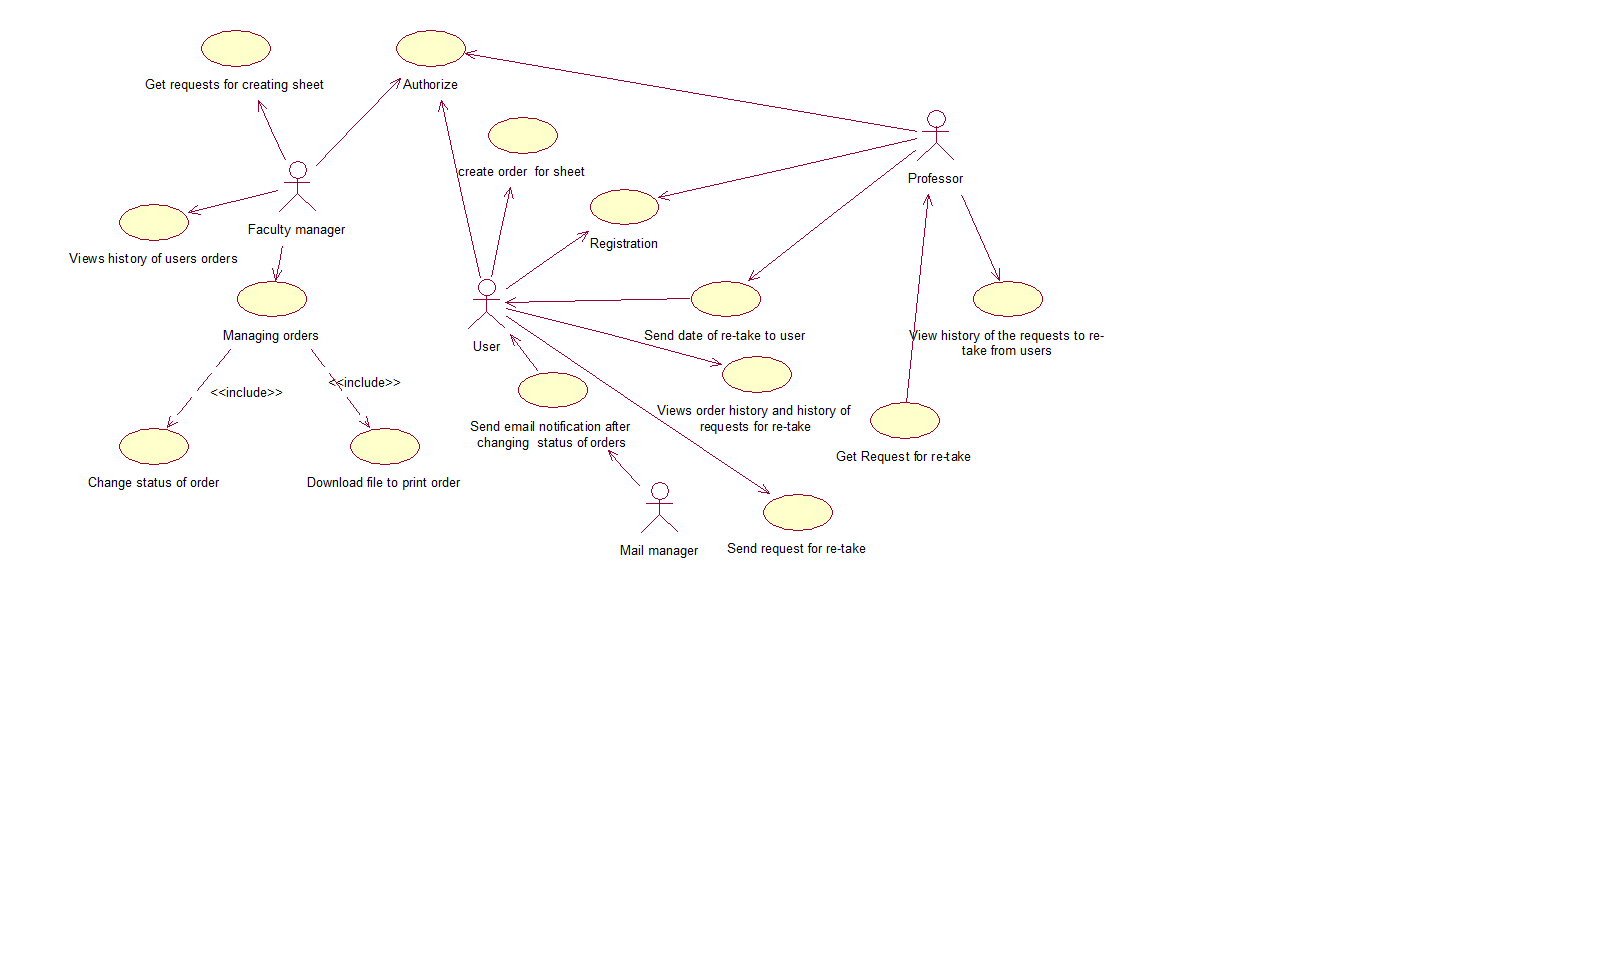 Get requests for creating sheet
Authorize
create order  for sheet
Professor
Faculty manager
Registration
Views history of users orders
Managing orders
User
Send date of re-take to user
View history of the requests to re-
take from users
<<include>>
<<include>>
Views order history and history of
requests for re-take
Send email notification after
changing  status of orders
Get Request for re-take
Change status of order
Download file to print order
Mail manager
Send request for re-take